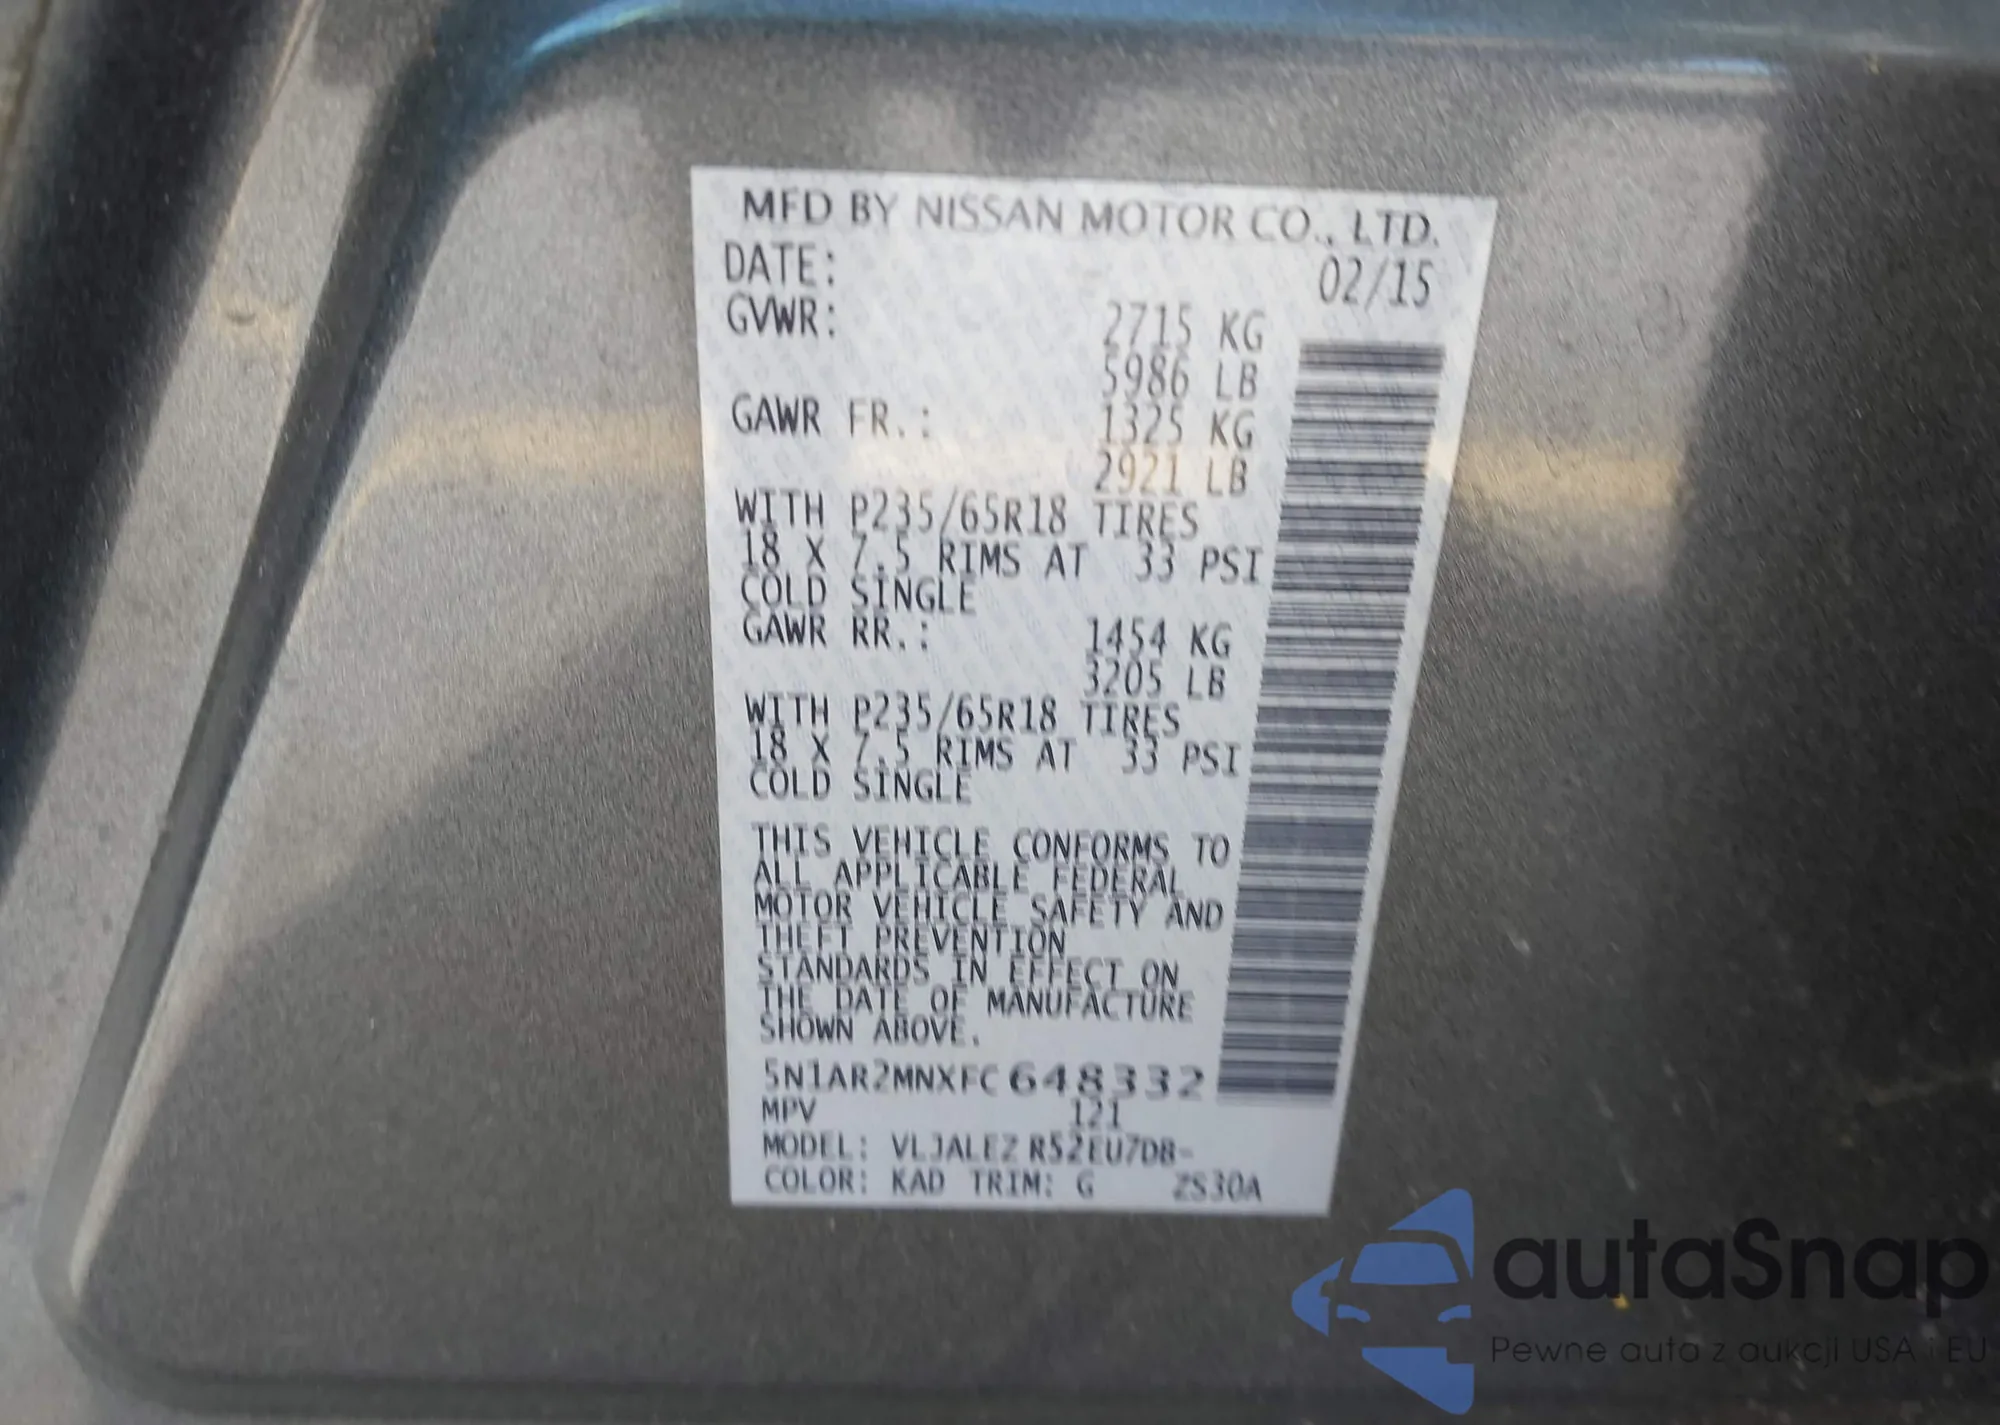 MFD BY NISSAN MOTOR CO., LTD.
DATE: 02/15
GVWR: 2715 KG
5986 LB
GAWR FR.: 1325 KG
2921 LB
WITH P235/65R18 TIRES
18 X 7.5 RIMS AT 33 PSI
COLD SINGLE
GAWR RR.: 1454 KG
3205 LB
WITH P235/65R18 TIRES
18 X 7.5 RIMS AT 33 PSI
COLD SINGLE
THIS VEHICLE CONFORMS TO
ALL APPLICABLE FEDERAL
MOTOR VEHICLE SAFETY AND
THEFT PREVENTION
STANDARDS IN EFFECT ON
THE DATE OF MANUFACTURE
SHOWN ABOVE.
5N1AR2MNXFC648332
MPV 121
MODEL: VLJALEZ R52EU7DB-
COLOR: KAD TRIM: G ZS30A
autaSnap
Pewne auta z aukcji USA i EU